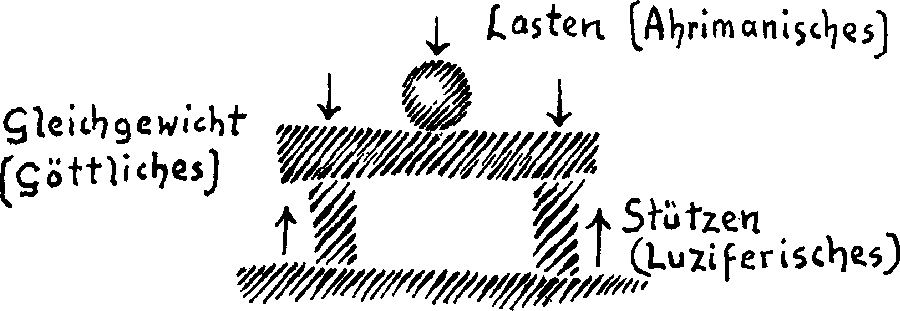 Lasten [Ahrimanisches]
Gleichgewicht
[Göttliches]
Stützen
(Luziferisches)